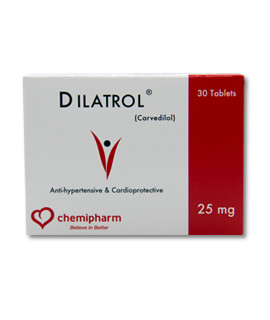 DILATROL®
30 Tablets
(Carvedilol)
Anti-hypertensive & Cardioprotective
chemipharm
Believe in Better
25 mg